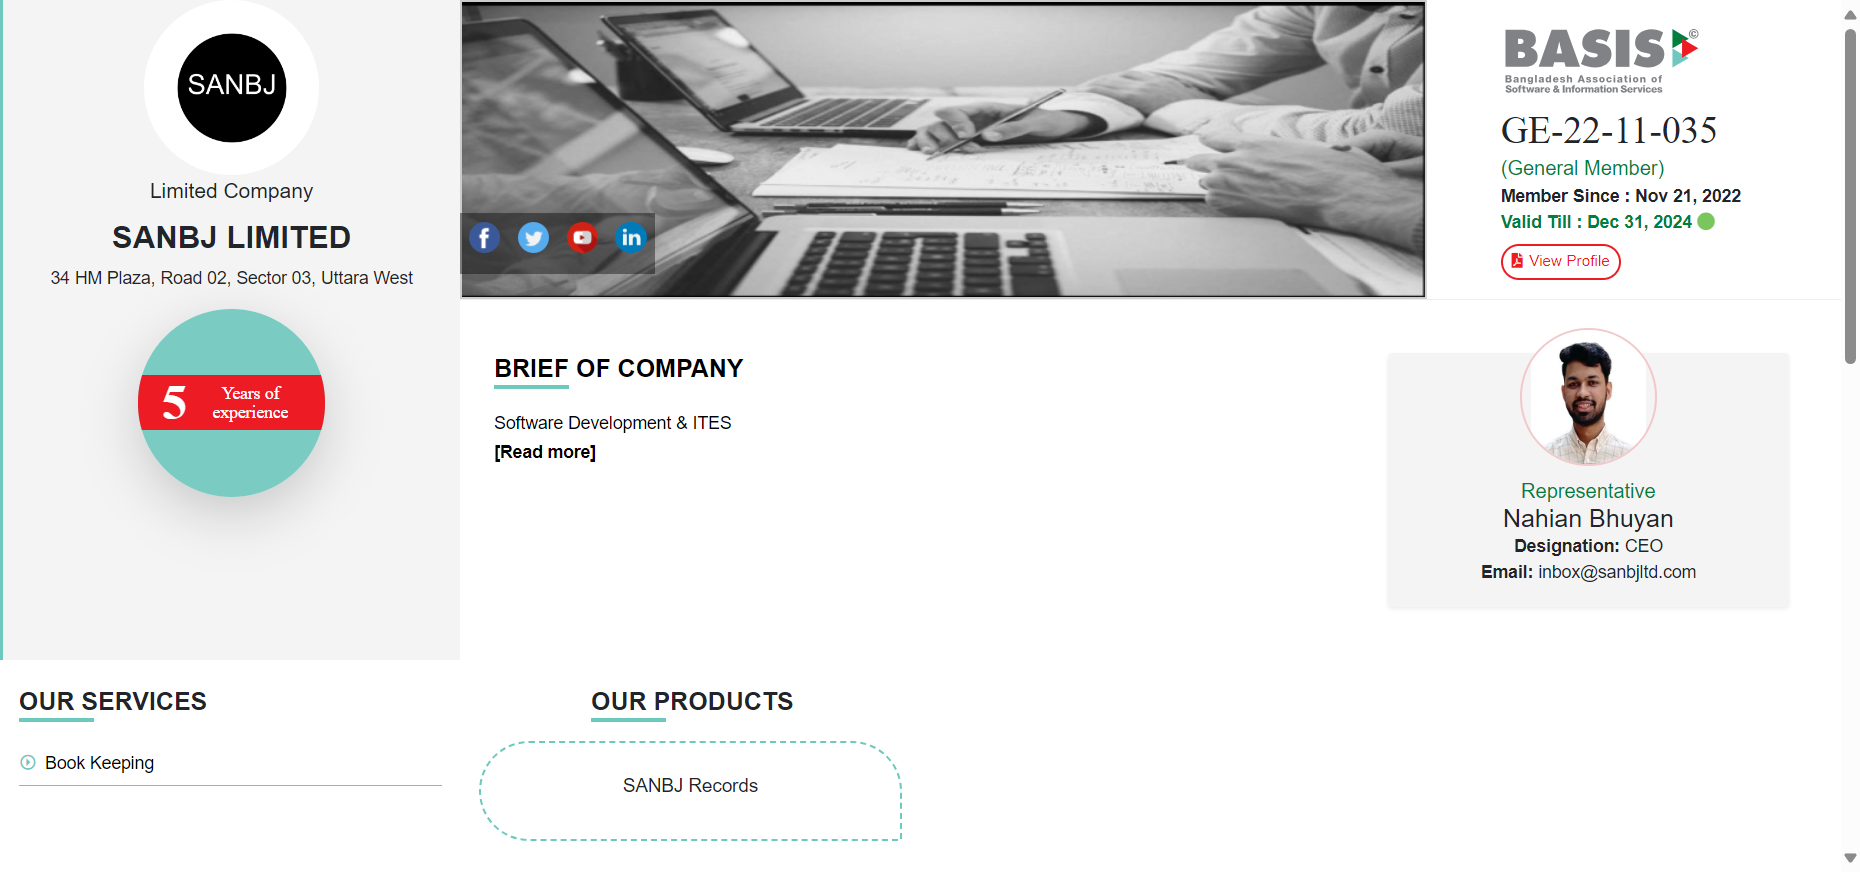 SANBJ
Limited Company
SANBJ LIMITED
34 HM Plaza, Road 02, Sector 03, Uttara West
5 Years of
experience
BASIS©
Bangladesh Association of
Software & Information Services
GE-22-11-035
(General Member)
Member Since : Nov 21, 2022
Valid Till : Dec 31, 2024
View Profile
BRIEF OF COMPANY
Software Development & ITES
[Read more]
Representative
Nahian Bhuyan
Designation: CEO
Email: inbox@sanbjltd.com
OUR SERVICES
Book Keeping
OUR PRODUCTS
SANBJ Records